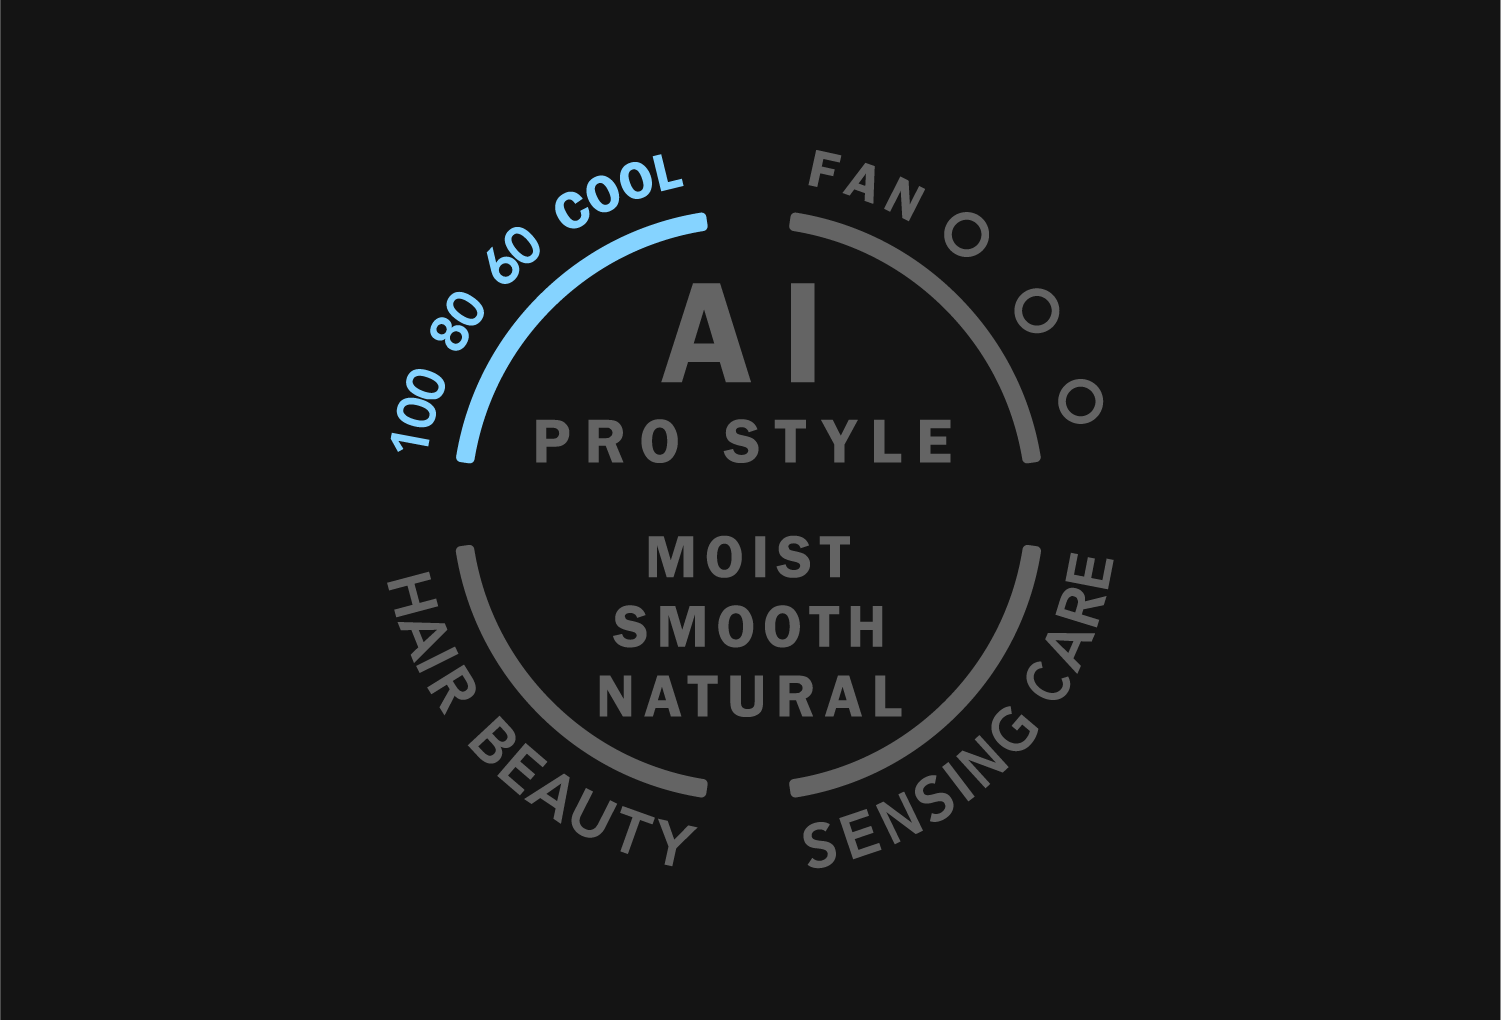 100 80 60 COOL
FAN
AI
PRO STYLE
MOIST
SMOOTH
NATURAL
HAIR BEAUTY
SENSING CARE